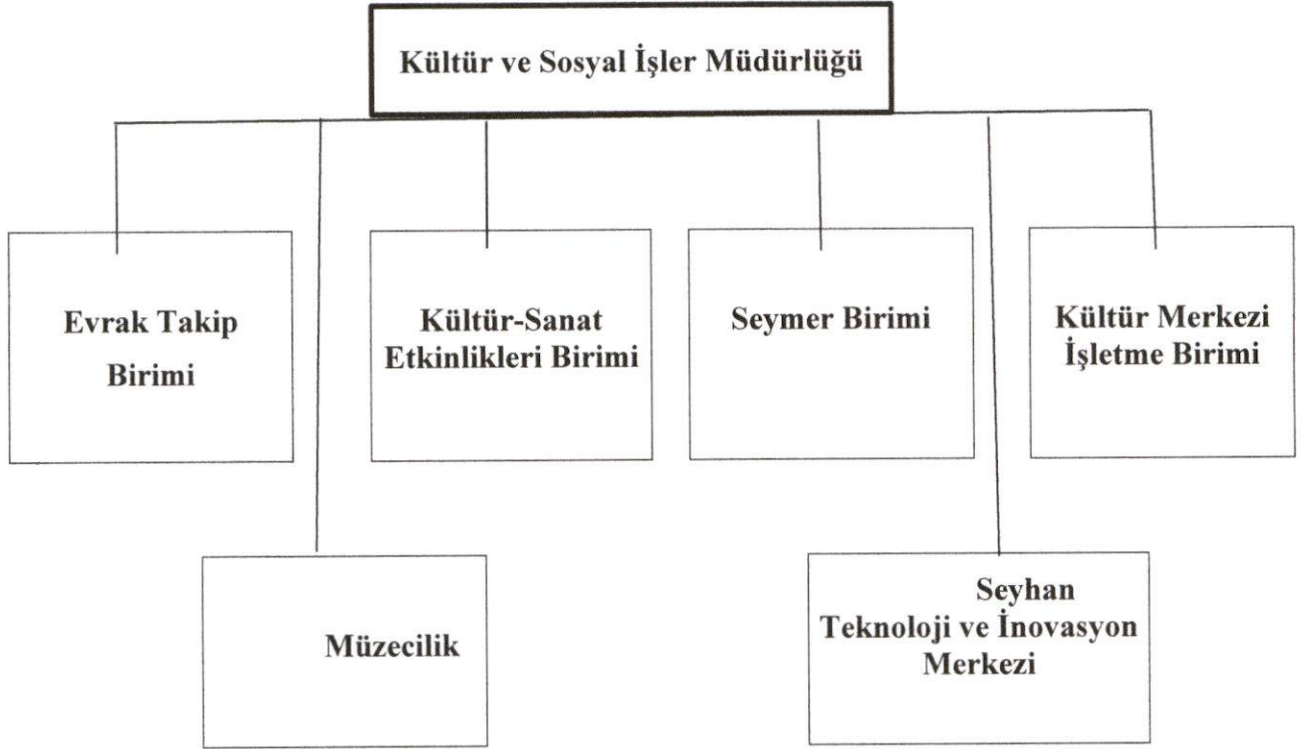 Kültür ve Sosyal İşler Müdürlüğü
Evrak Takip
Birimi
Kültür-Sanat
Etkinlikleri Birimi
Seymer Birimi
Kültür Merkezi
İşletme Birimi
Müzecilik
Seyhan
Teknoloji ve İnovasyon
Merkezi